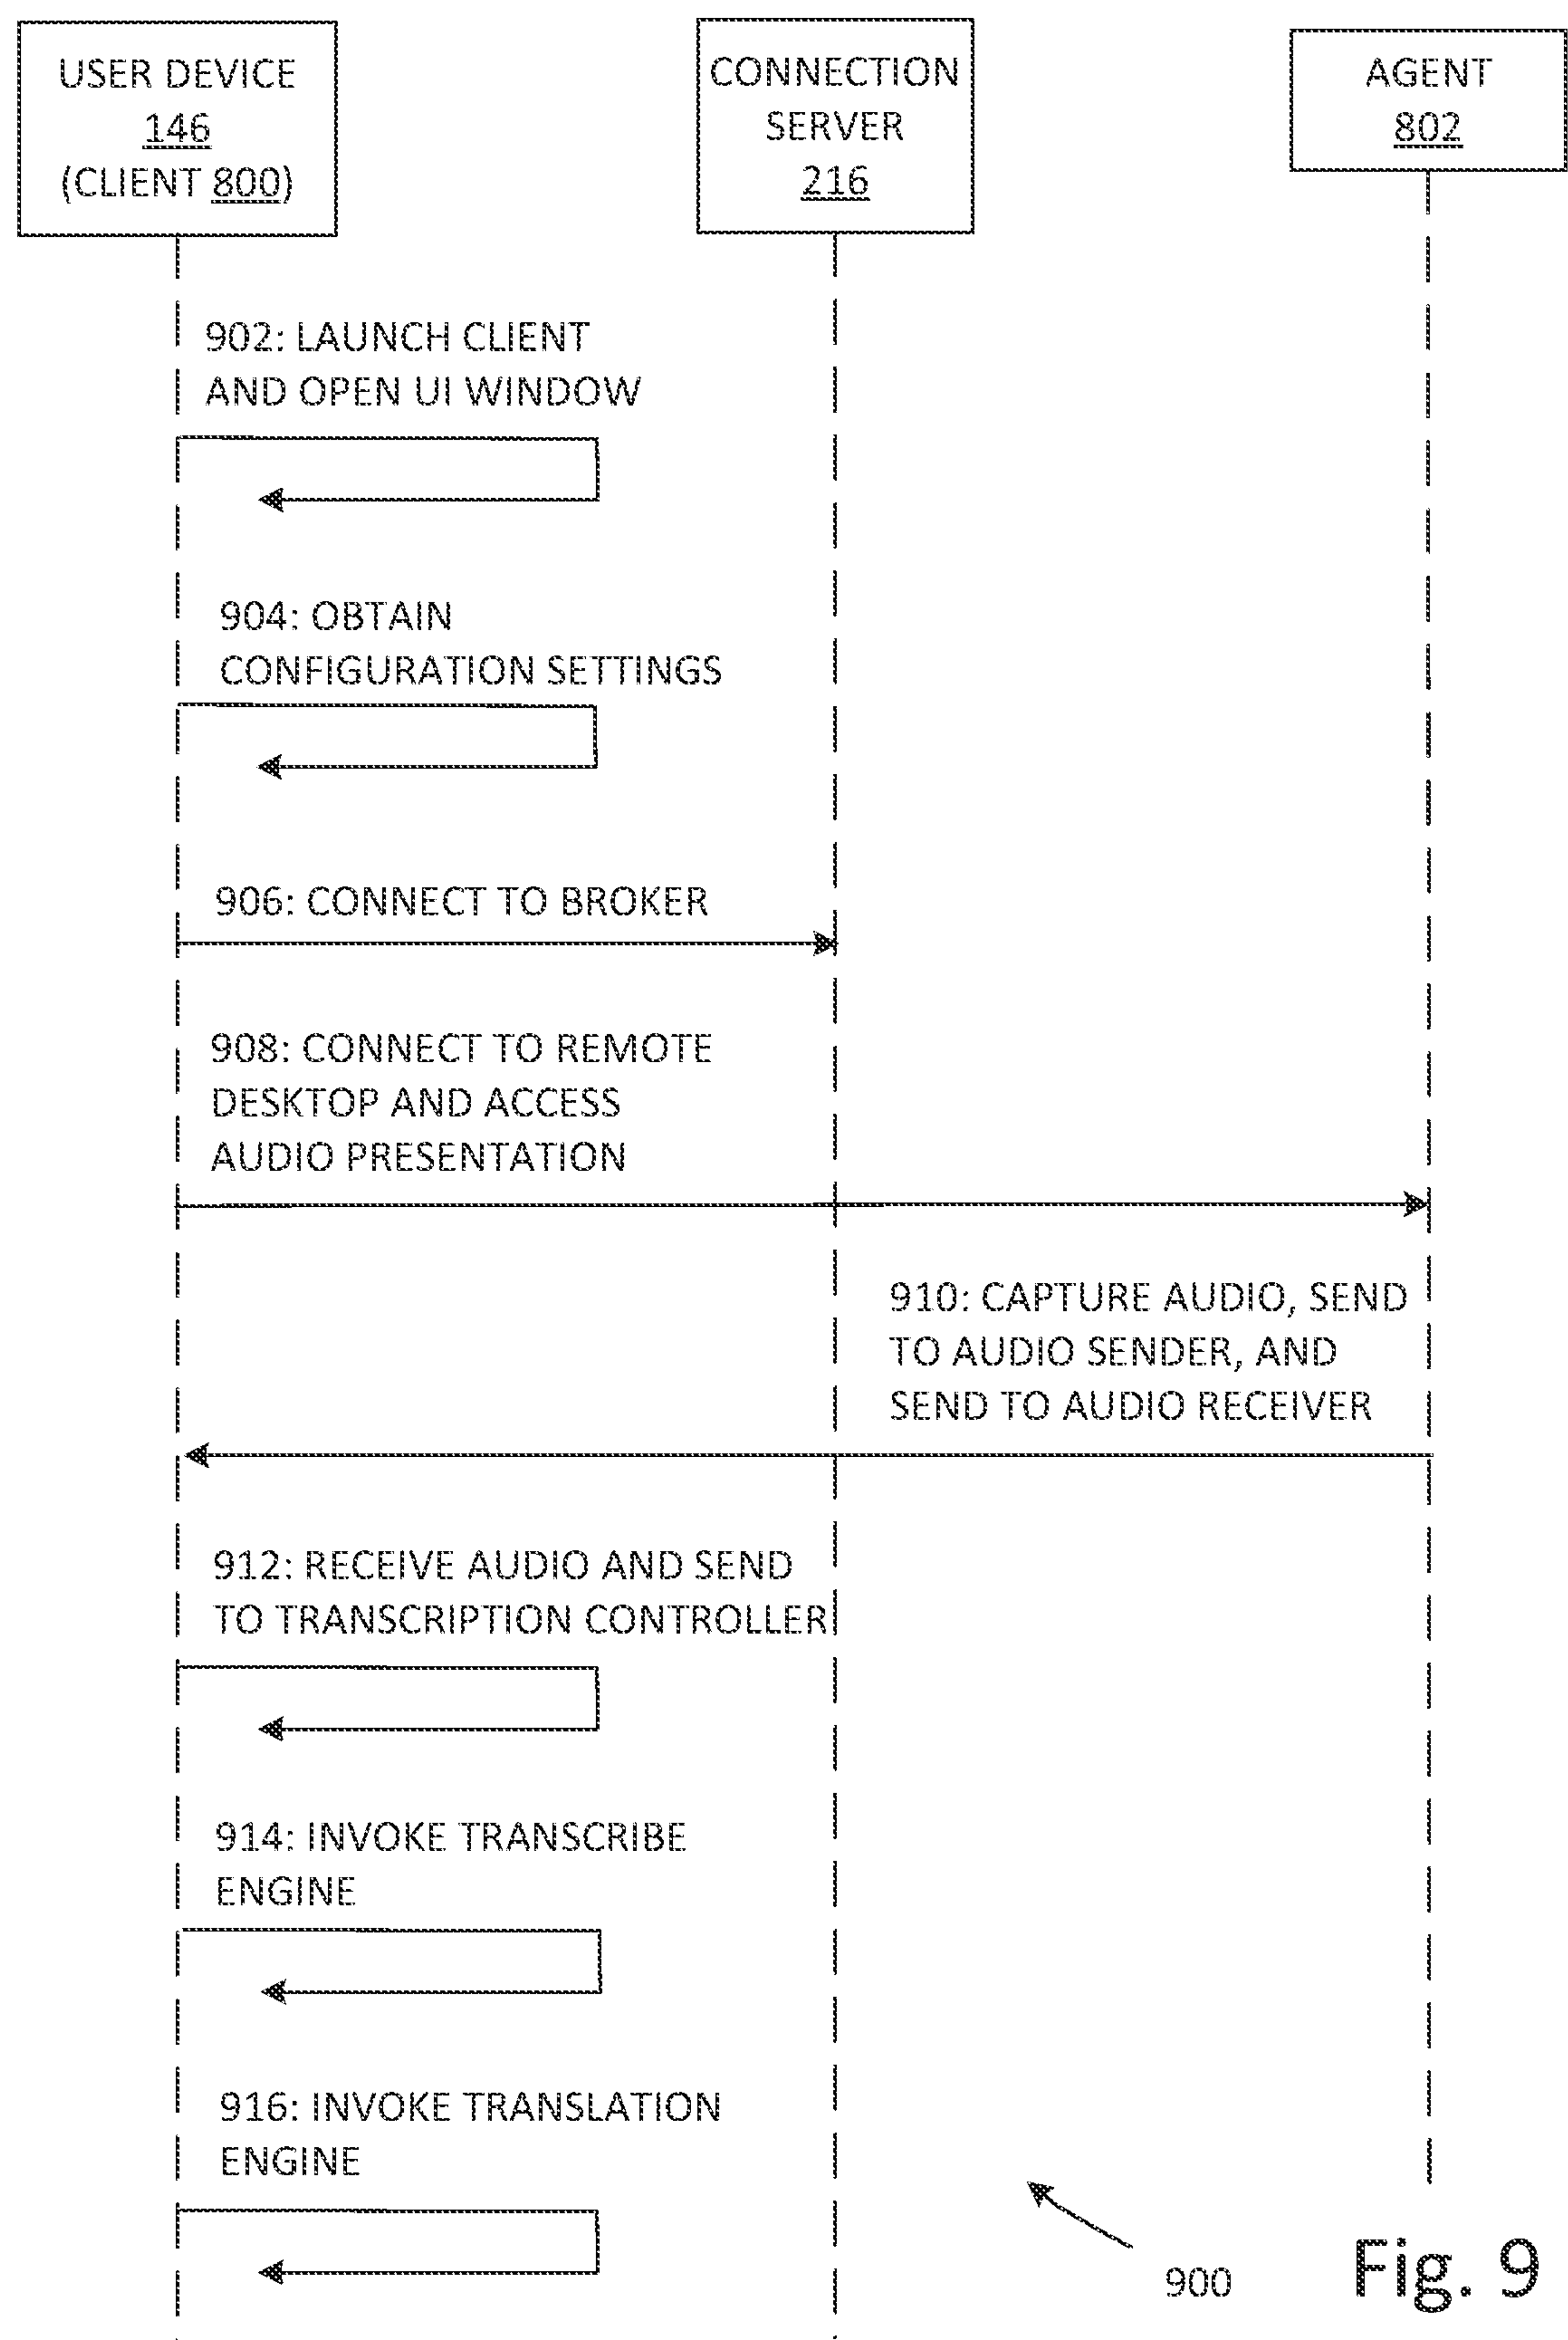 USER DEVICE
146
(CLIENT 800)
CONNECTION
SERVER
216
AGENT
802
902: LAUNCH CLIENT
AND OPEN UI WINDOW
904: OBTAIN
CONFIGURATION SETTINGS
906: CONNECT TO BROKER
908: CONNECT TO REMOTE
DESKTOP AND ACCESS
AUDIO PRESENTATION
910: CAPTURE AUDIO, SEND
TO AUDIO SENDER, AND
SEND TO AUDIO RECEIVER
912: RECEIVE AUDIO AND SEND
TO TRANSCRIPTION CONTROLLER
914: INVOKE TRANSCRIBE
ENGINE
916: INVOKE TRANSLATION
ENGINE
900
Fig. 9